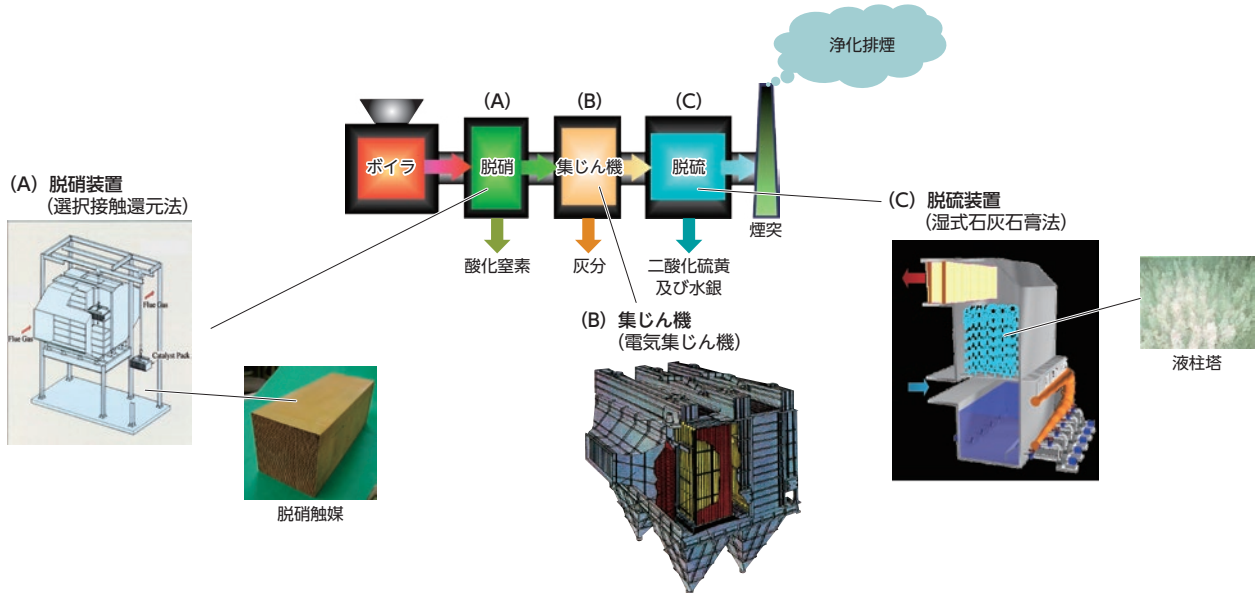 浄化排煙
(A)
(B)
(C)
ボイラ
脱硝
集じん機
脱硫
煙突
酸化窒素
灰分
二酸化硫黄
及び水銀
(A) 脱硝装置
(選択接触還元法)
Flue Gas
Flue Gas
Catalyst Pack
脱硝触媒
(B) 集じん機
(電気集じん機)
(C) 脱硫装置
(湿式石灰石膏法)
液柱塔